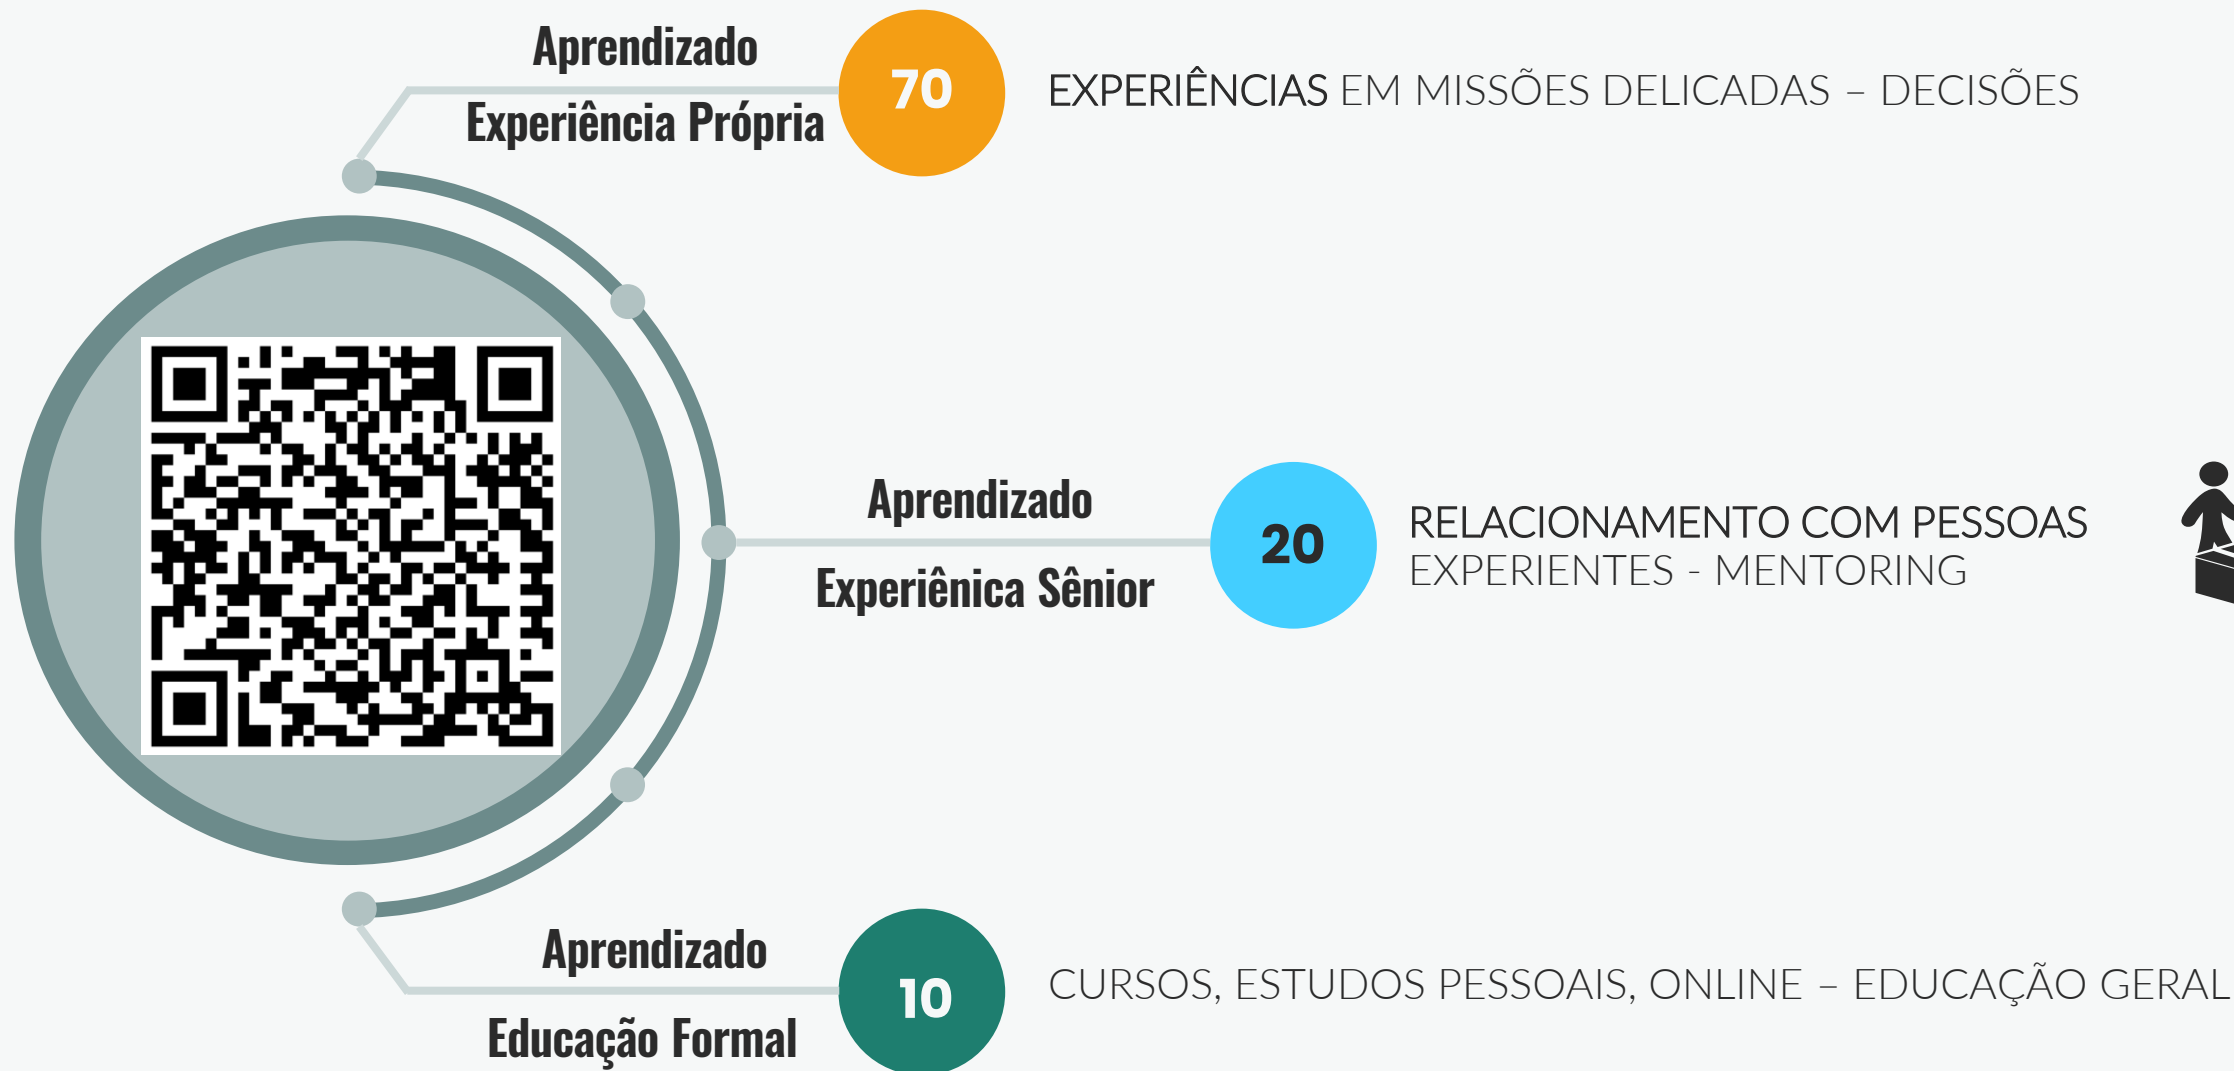 Aprendizado
Experiência Própria
70
EXPERIÊNCIAS EM MISSÕES DELICADAS – DECISÕES
Aprendizado
Experiênica Sênior
20
RELACIONAMENTO COM PESSOAS
EXPERIENTES - MENTORING
Aprendizado
Educação Formal
10
CURSOS, ESTUDOS PESSOAIS, ONLINE – EDUCAÇÃO GERAL